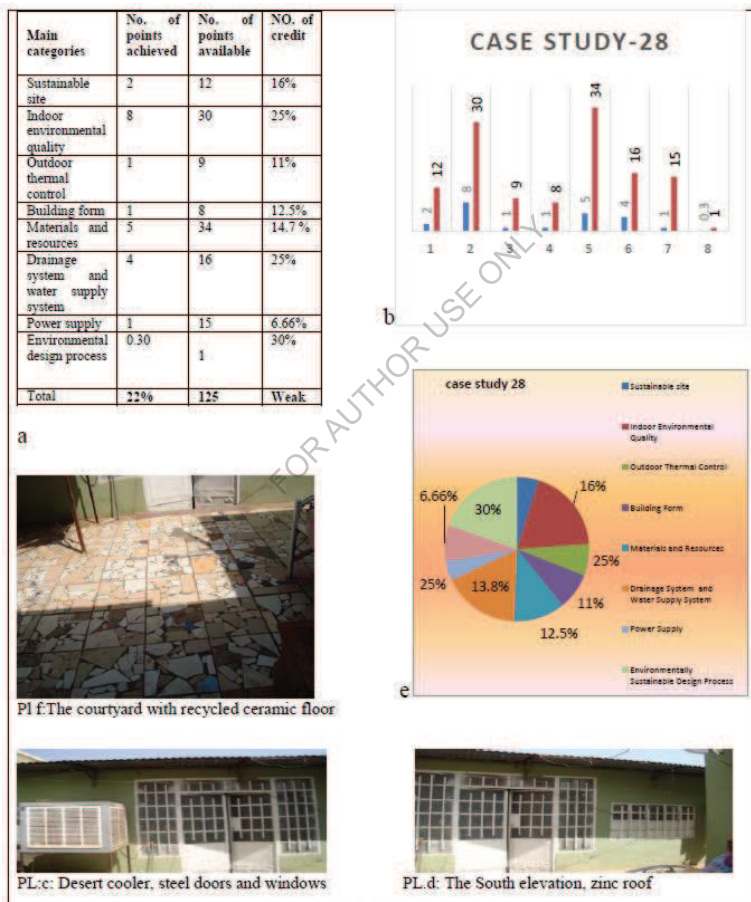 Main categories No. of points achieved No. of points available NO. of credit
Sustainable site 2 12 16%
Indoor environmental quality 8 30 25%
Outdoor thermal control 1 9 11%
Building form 1 8 12.5%
Materials and resources 5 34 14.7 %
Drainage system and water supply system 4 16 25%
Power supply 1 15 6.66%
Environmental design process 0.30 1 30%
Total 22% 125 Weak
a
CASE STUDY-28
2 12 8 30 1 9 1 8 5 34 4 16 1 15 0.3 1
1 2 3 4 5 6 7 8
b
FOR AUTHOR USE ONLY
case study 28
Sustainable site
Indoor Environmental
Quality
Outdoor Thermal Control
Building Form
Materials and Resources
Drainage System and
Water Supply System
Power Supply
Environmentally
Sustainable Design Process
16%
25%
11%
12.5%
13.8%
25%
6.66%
30%
e
Pl f:The courtyard with recycled ceramic floor
PL:c: Desert cooler, steel doors and windows
PL.d: The South elevation, zinc roof